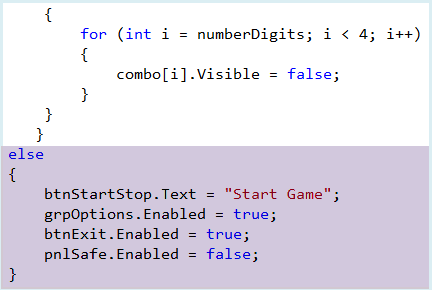 {
for (int i = numberDigits; i < 4; i++)
{
combo[i].Visible = false;
}
}
}
else
{
btnStartStop.Text = "Start Game";
grpOptions.Enabled = true;
btnExit.Enabled = true;
pnlSafe.Enabled = false;
}